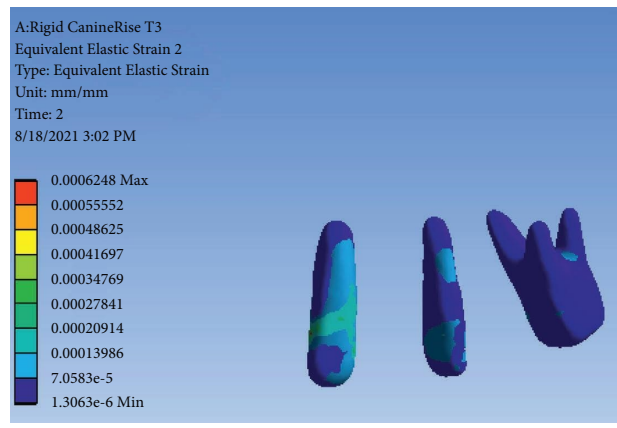 A:Rigid CanineRise T3
Equivalent Elastic Strain 2
Type: Equivalent Elastic Strain
Unit: mm/mm
Time: 2
8/18/2021 3:02 PM
0.0006248 Max
0.00055552
0.00048625
0.00041697
0.00034769
0.00027841
0.00020914
0.00013986
7.0583e-5
1.3063e-6 Min